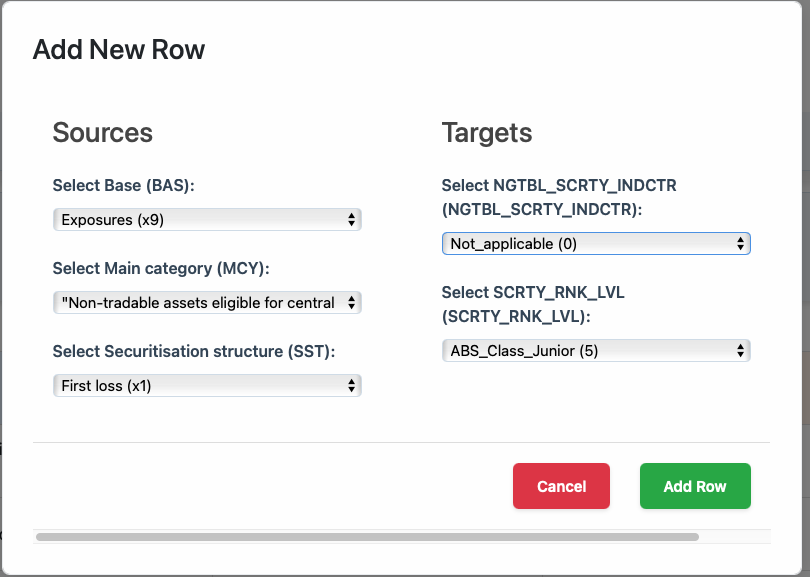 Add New Row
Sources
Select Base (BAS):
Exposures (x9)
Select Main category (MCY):
"Non-tradable assets eligible for central
Select Securitisation structure (SST):
First loss (x1)
Targets
Select NGTBL_SCRTY_INDCTR
(NGTBL_SCRTY_INDCTR):
Not_applicable (0)
Select SCRTY_RNK_LVL
(SCRTY_RNK_LVL):
ABS_Class_Junior (5)
Cancel
Add Row